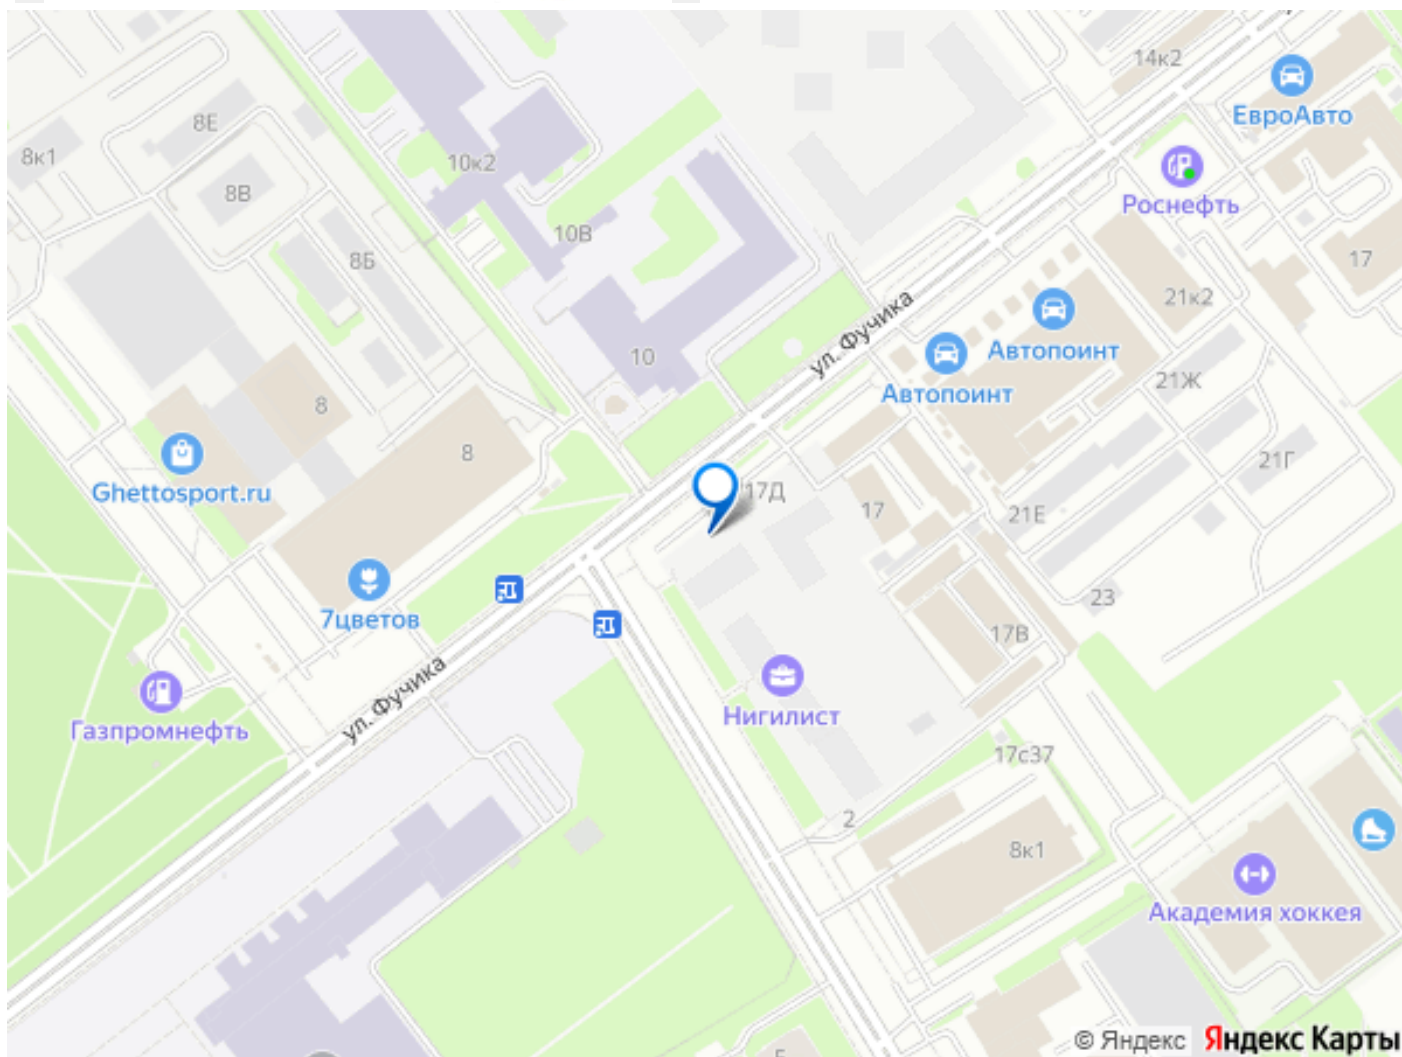 14к2
ЕвроАвто
8Е
8к1
10к2
8В
Роснефть
10В
8Б
17
21к2
ул. Фучика
Автопоинт
10
Автопоинт
21Ж
8
8
21Г
Ghettosport.ru
17Д
17
21Е
23
7цветов
17В
ул. Фучика
Нигилист
Газпромнефть
17с37
2
8к1
Академия хоккея
© Яндекс Яндекс Карты